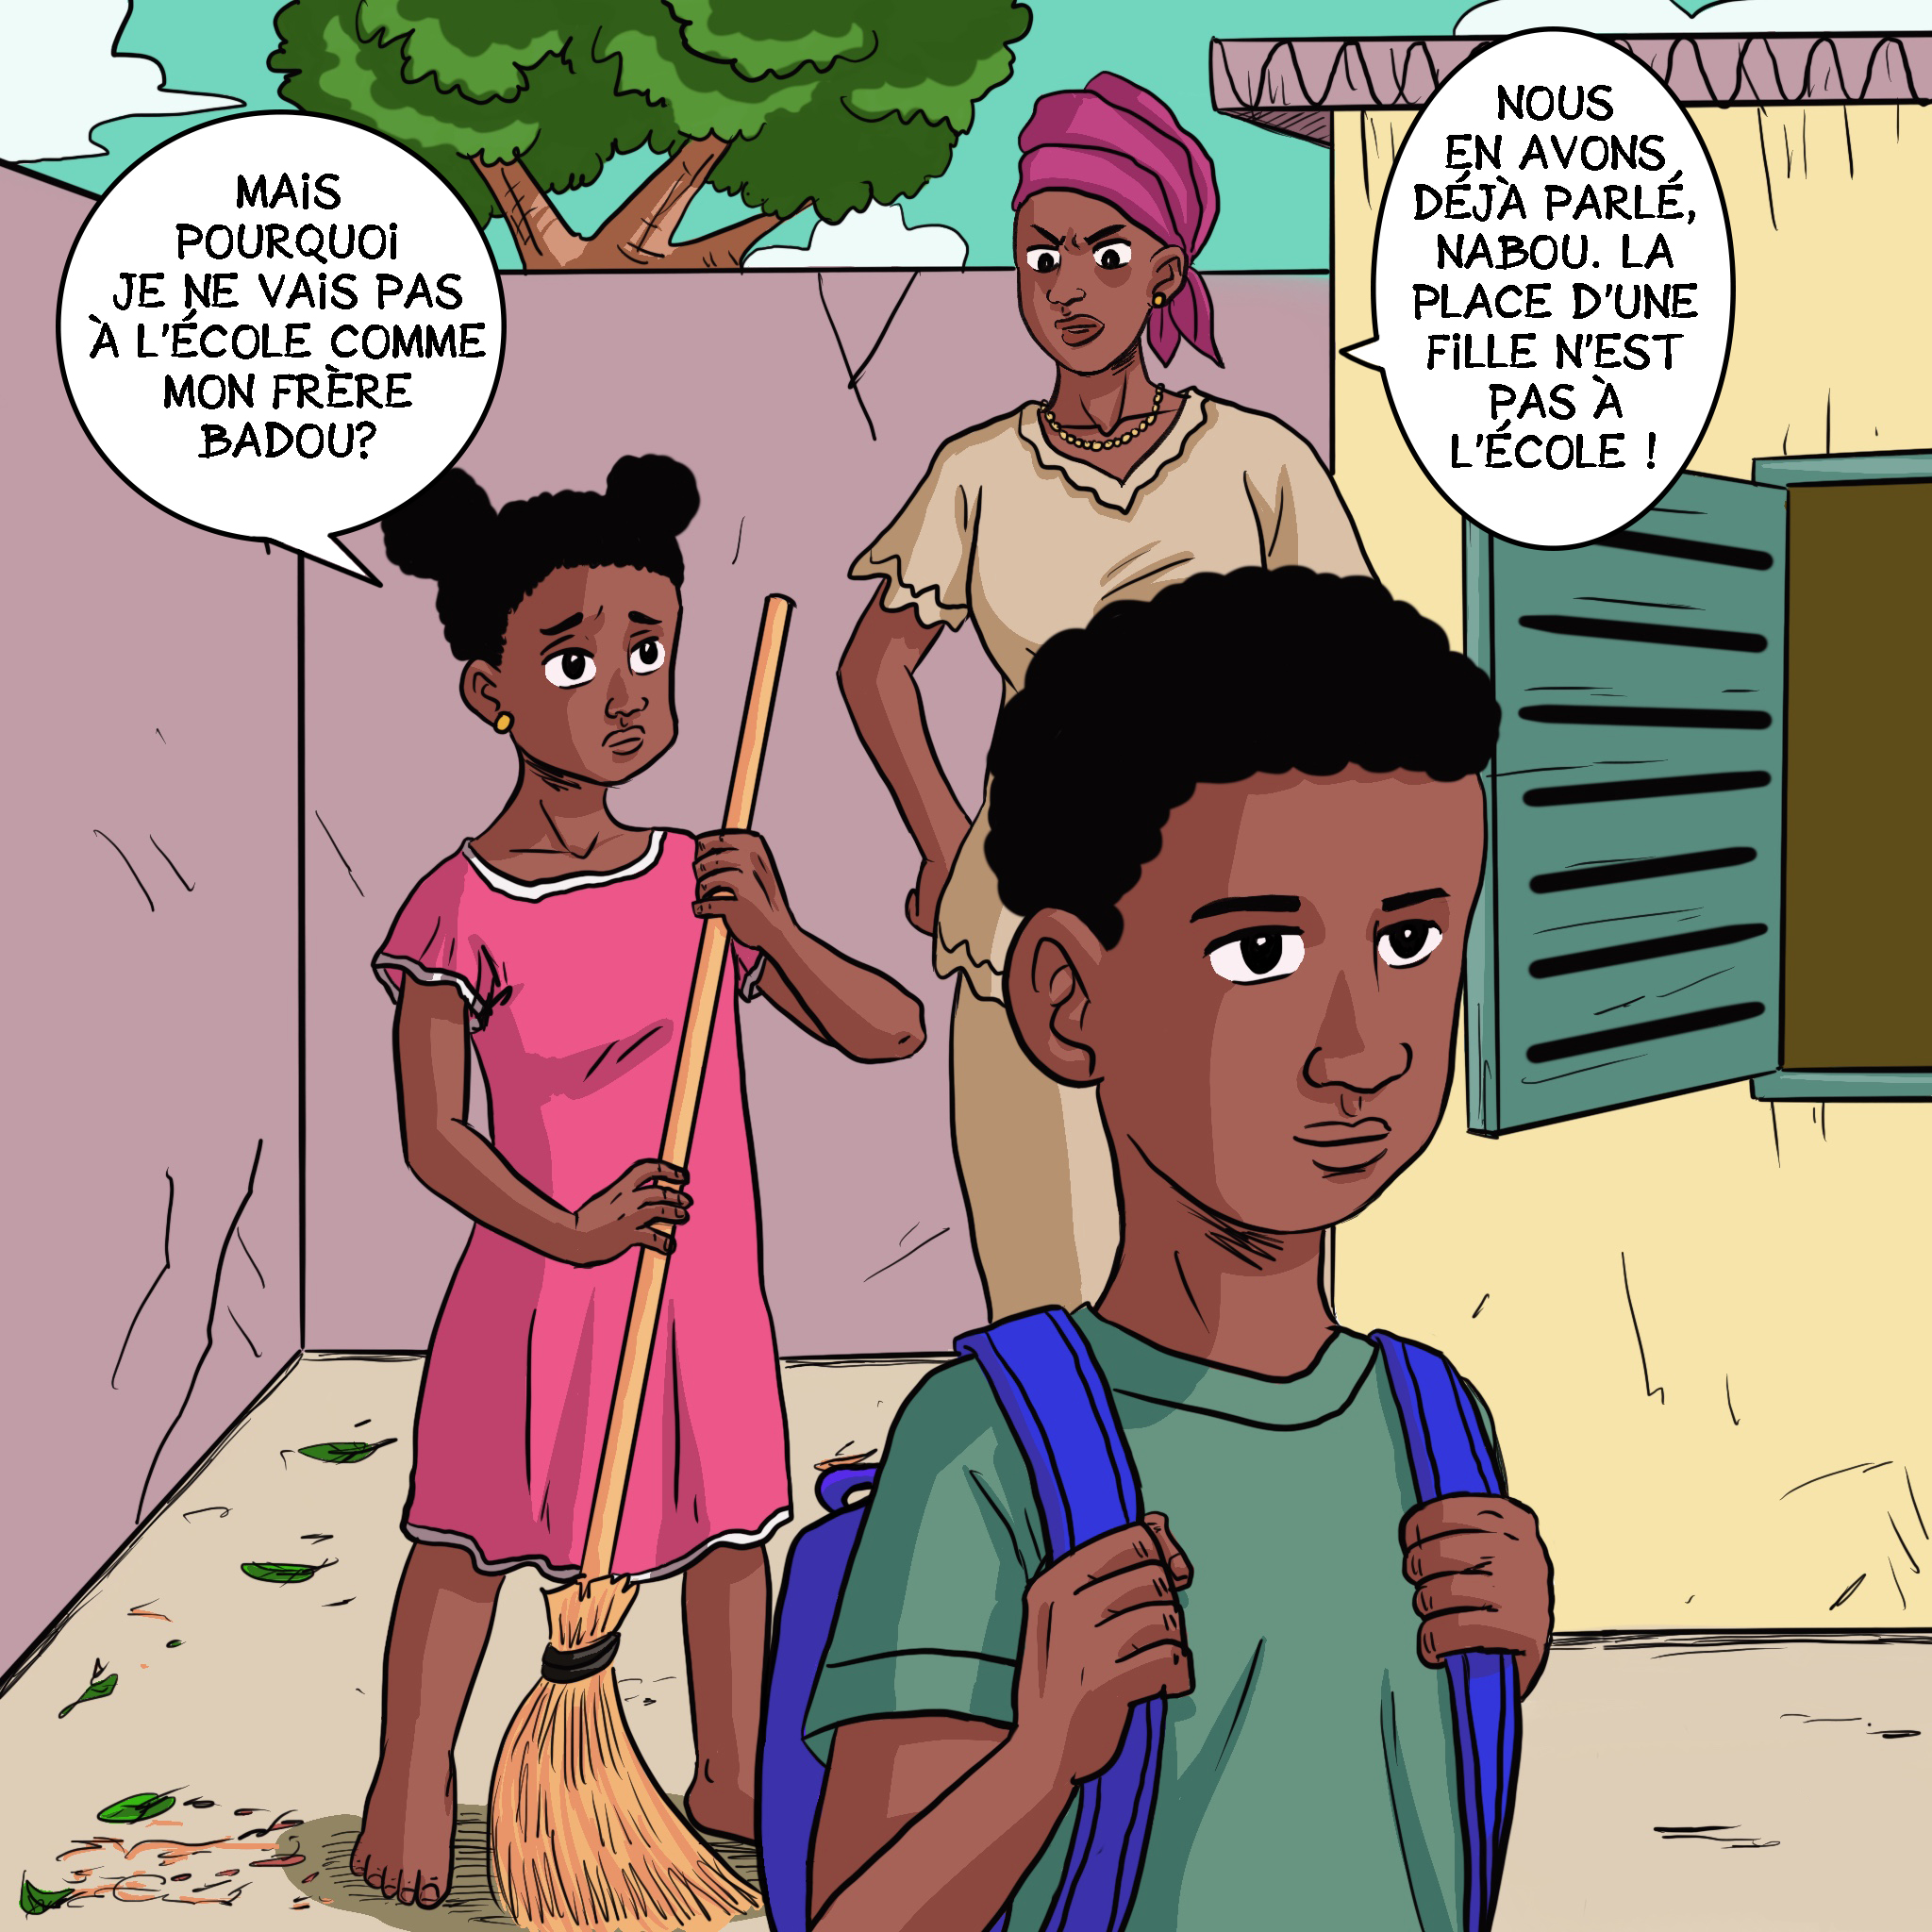 MAIS
POURQUOI
JE NE VAIS PAS
À L'ÉCOLE COMME
MON FRÈRE
BADOU?
NOUS
EN AVONS
DÉJÀ PARLÉ,
NABOU. LA
PLACE D'UNE
FILLE N'EST
PAS À
L'ÉCOLE !